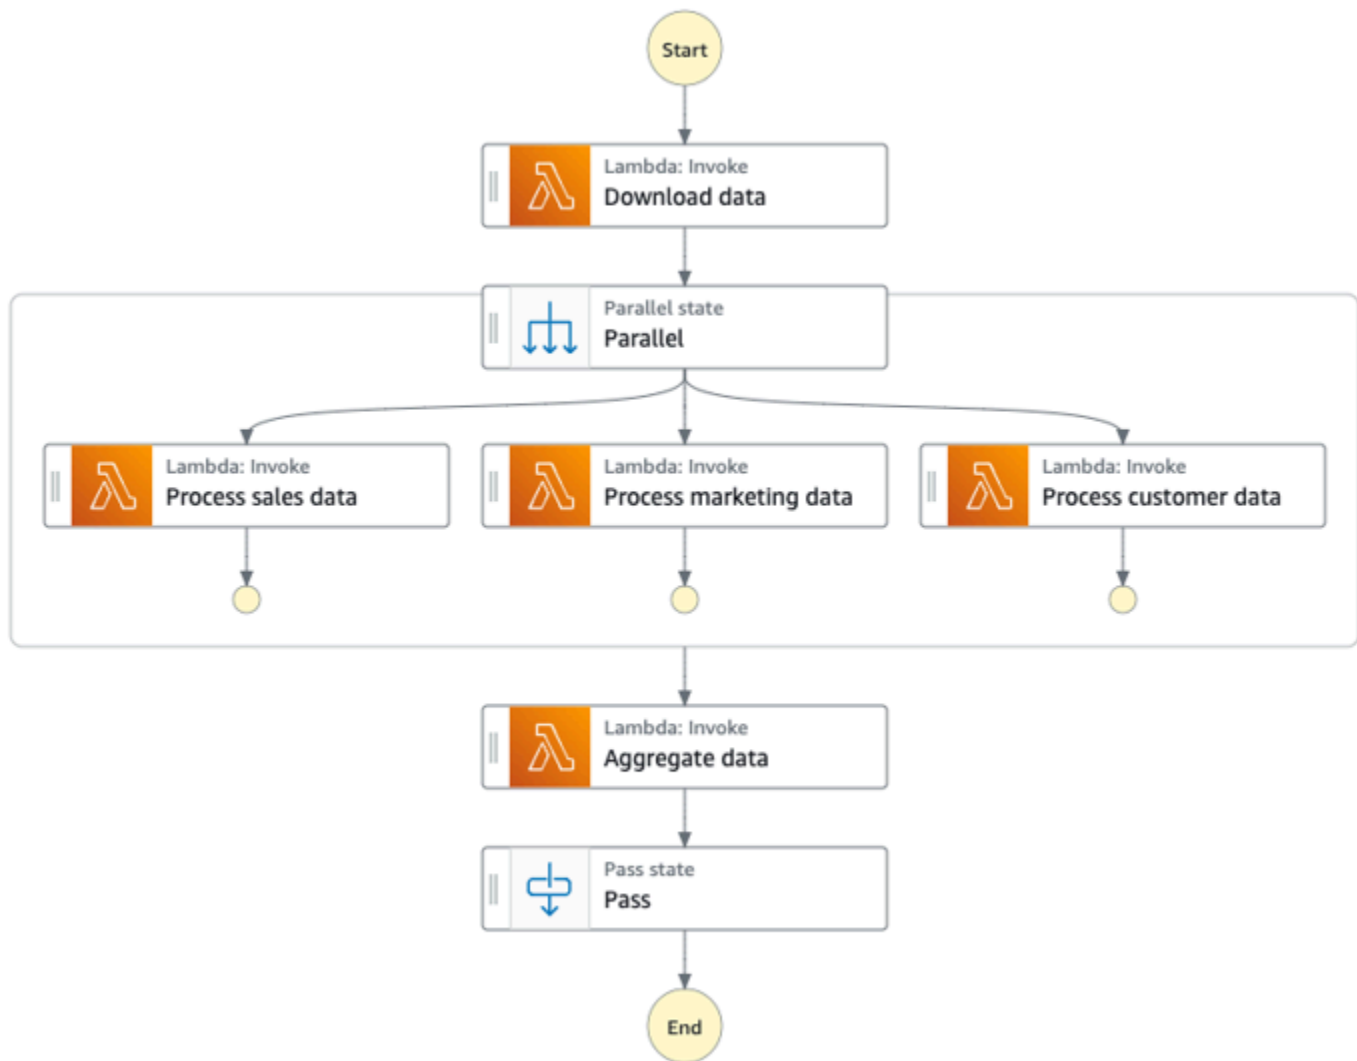 Start
Lambda: Invoke
Download data
Parallel state
Parallel
Lambda: Invoke
Process sales data
Lambda: Invoke
Process marketing data
Lambda: Invoke
Process customer data
Lambda: Invoke
Aggregate data
Pass state
Pass
End